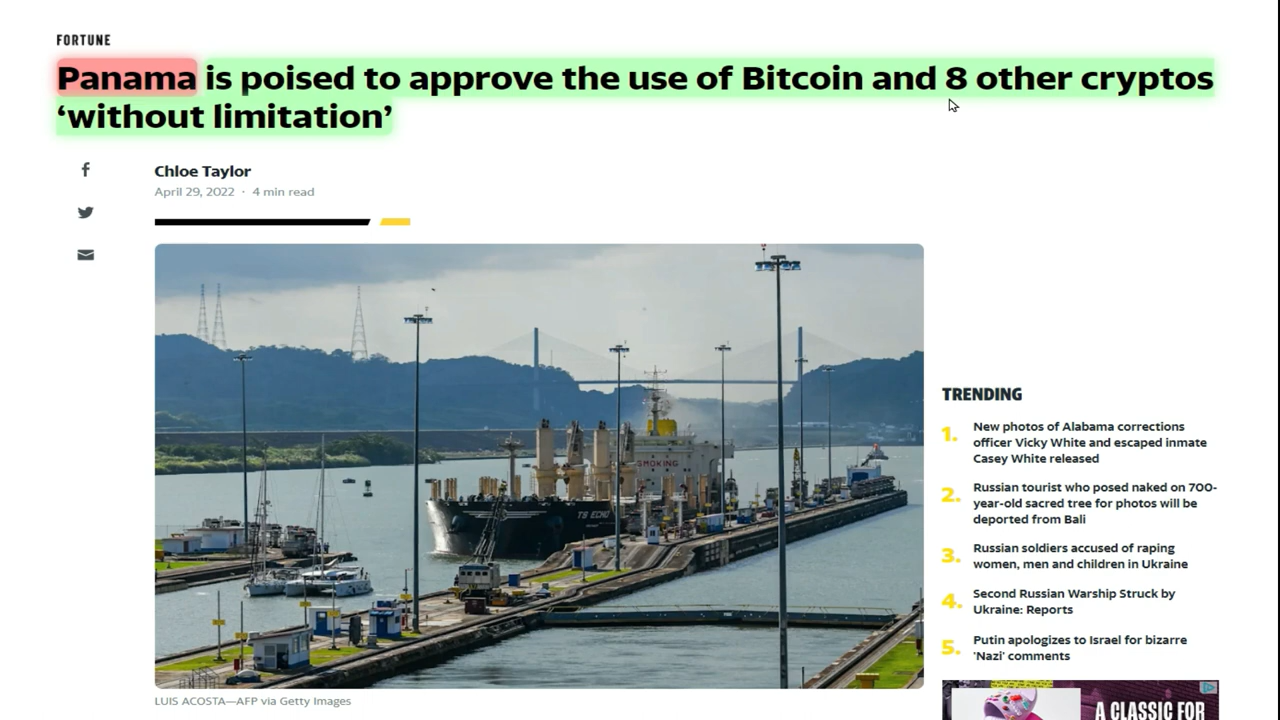 FORTUNE
Panama is poised to approve the use of Bitcoin and 8 other cryptos
‘without limitation’
Chloe Taylor
April 29, 2022 · 4 min read
SMOKING
TS ECHO
LUIS ACOSTA—AFP via Getty Images
TRENDING
1. New photos of Alabama corrections
officer Vicky White and escaped inmate
Casey White released
2. Russian tourist who posed naked on 700-
year-old sacred tree for photos will be
deported from Bali
3. Russian soldiers accused of raping
women, men and children in Ukraine
4. Second Russian Warship Struck by
Ukraine: Reports
5. Putin apologizes to Israel for bizarre
'Nazi' comments
A CLASSIC FOR